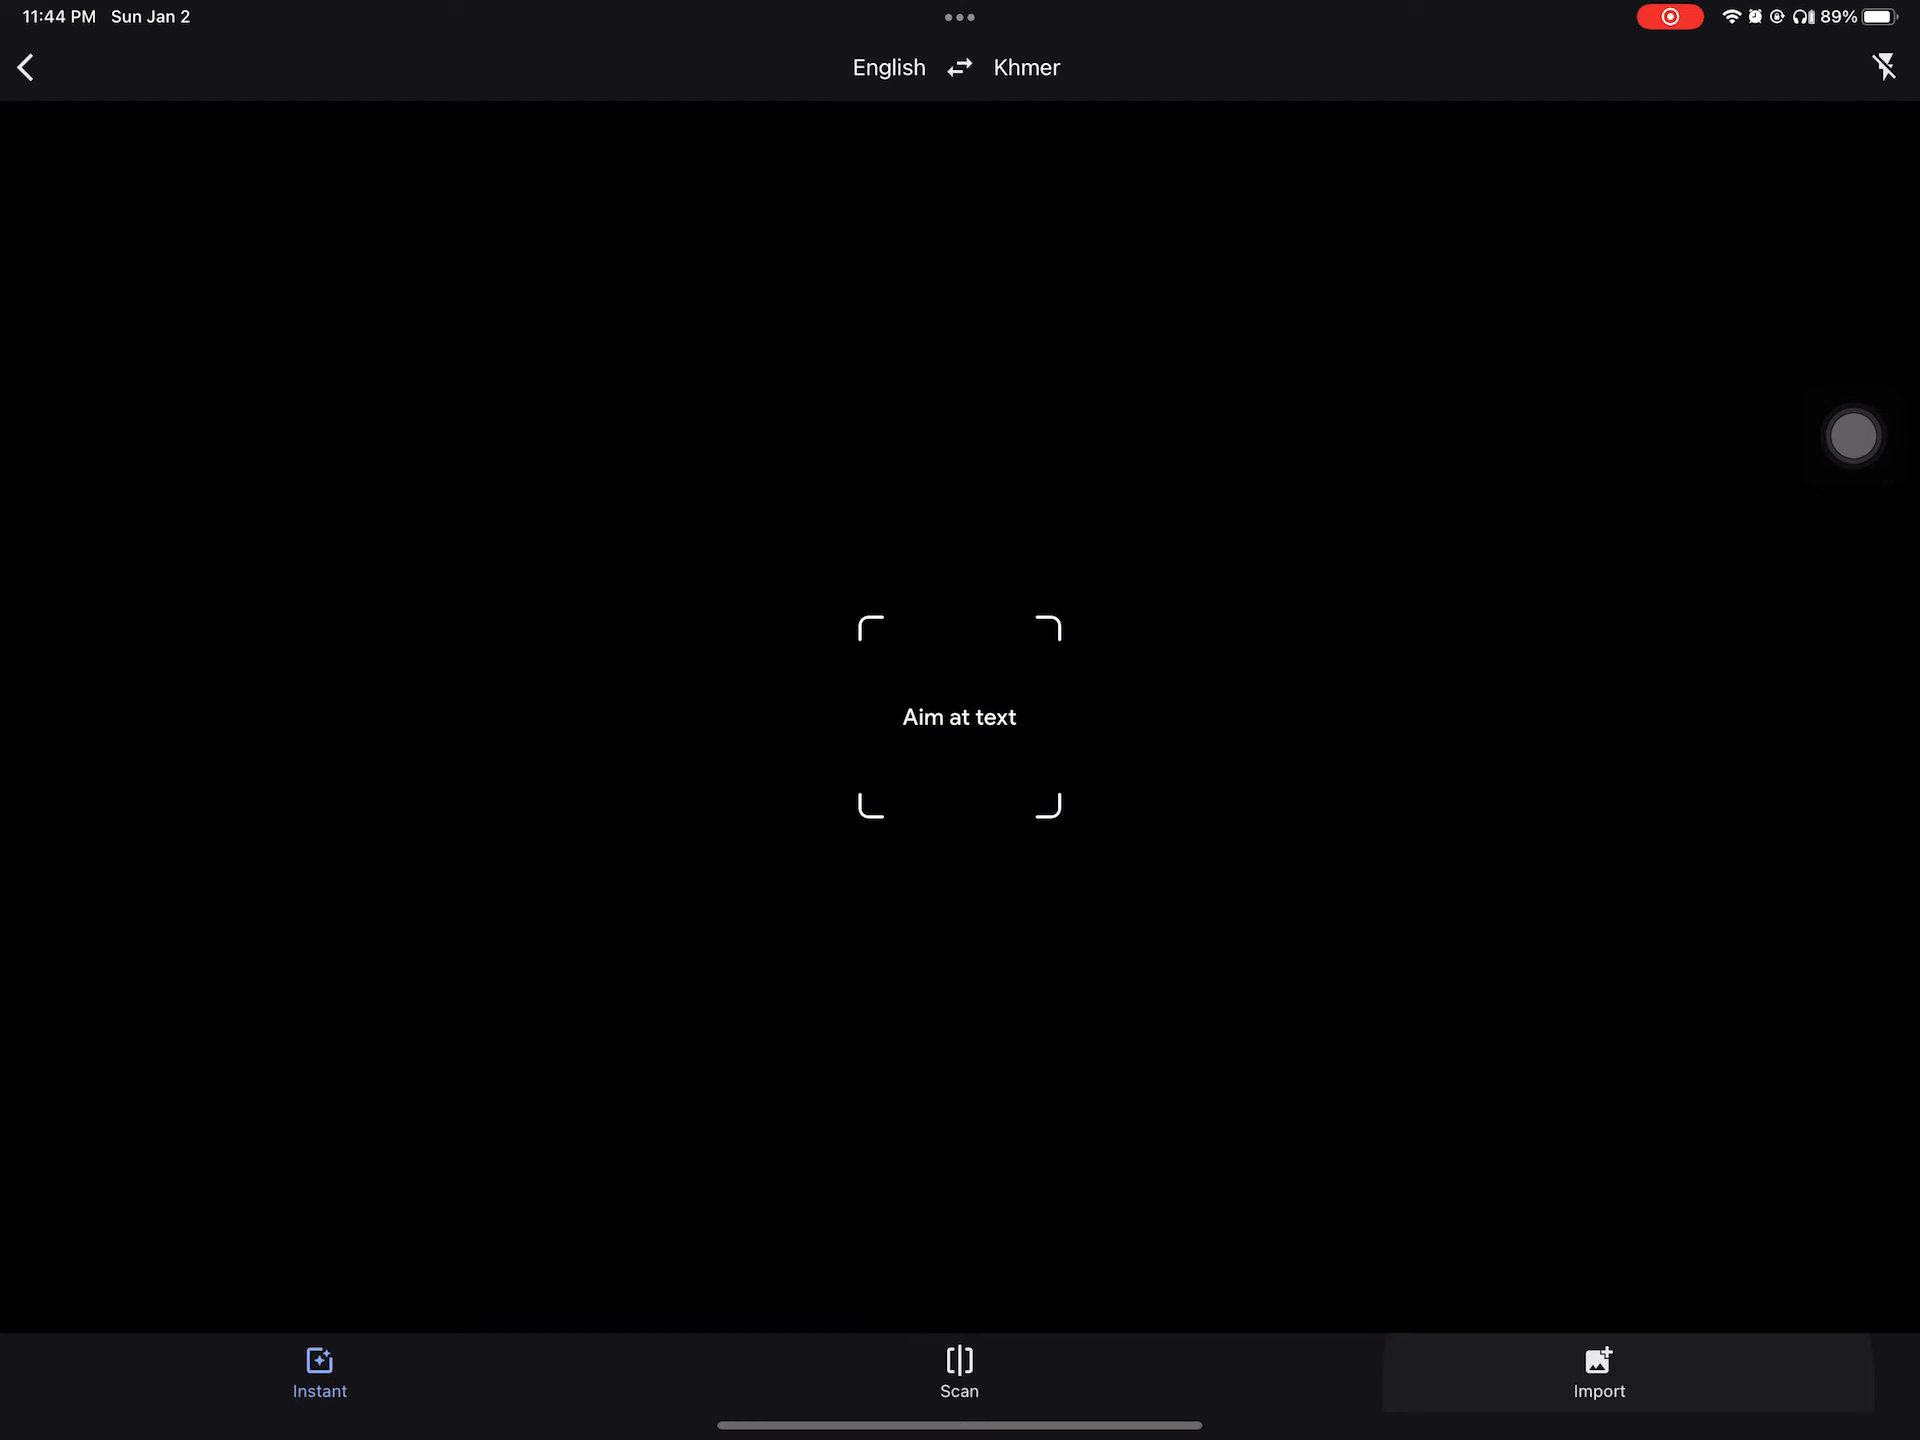 11:44 PM Sun Jan 2
89%
English Khmer
Aim at text
Instant
Scan
Import